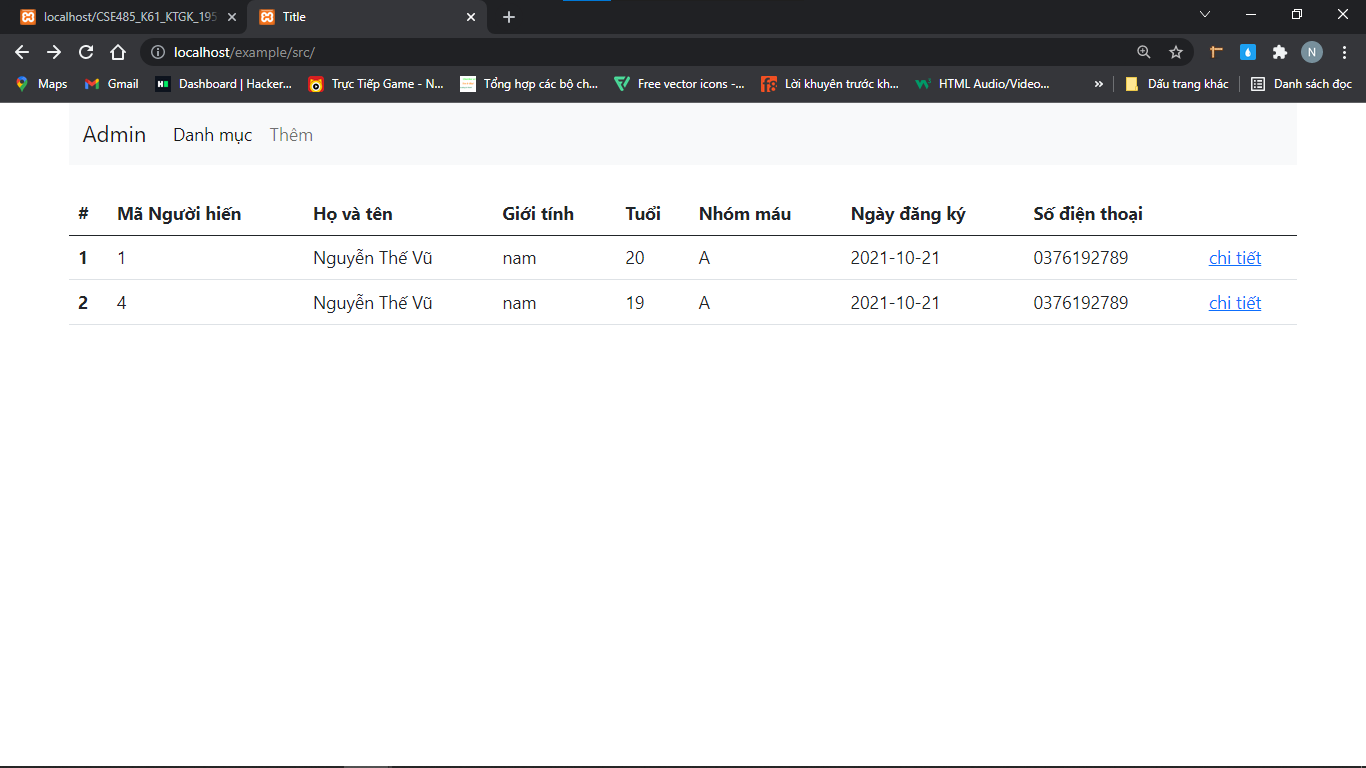 localhost/CSE485_K61_KTGK_195
Title
localhost/example/src/
N
Maps Gmail Dashboard | Hacker... Trực Tiếp Game - N... Tổng hợp các bộ ch... Free vector icons -... Lời khuyên trước kh... HTML Audio/Video... » Dấu trang khác Danh sách đọc
Admin Danh mục Thêm
# Mã Người hiến Họ và tên Giới tính Tuổi Nhóm máu Ngày đăng ký Số điện thoại
1 1 Nguyễn Thế Vũ nam 20 A 2021-10-21 0376192789 chi tiết
2 4 Nguyễn Thế Vũ nam 19 A 2021-10-21 0376192789 chi tiết